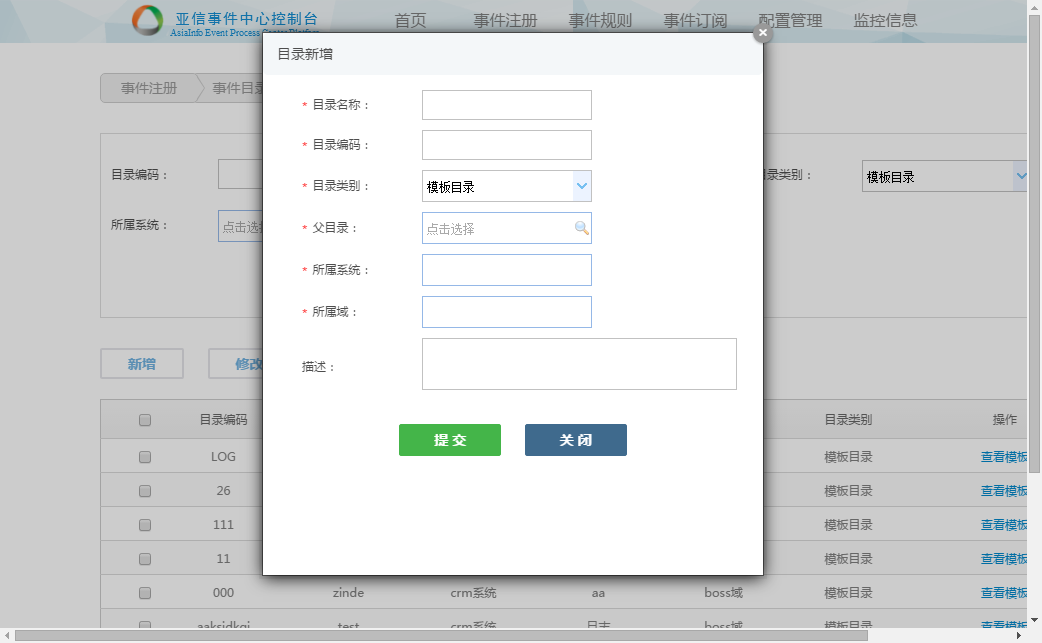 亚信事件中心控制台
首页 事件注册 事件规则 事件订阅 配置管理 监控信息
AsiaInfo Event Process
目录新增
事件注册 事件目录
* 目录名称：
* 目录编码：
目录编码：
录类别：
模板目录
* 目录类别：
模板目录
* 父目录：
点击选择
所属系统：
点击选
* 所属系统：
* 所属域：
新增
修改
描述：
目录编码 目录类别 操作
提交 关闭
LOG 模板目录 查看模板
26 模板目录 查看模板
111 模板目录 查看模板
11 模板目录 查看模板
000 zinde crm系统 aa boss域 模板目录 查看模板
test crm系统 日志 boss域 模板目录 查看模板